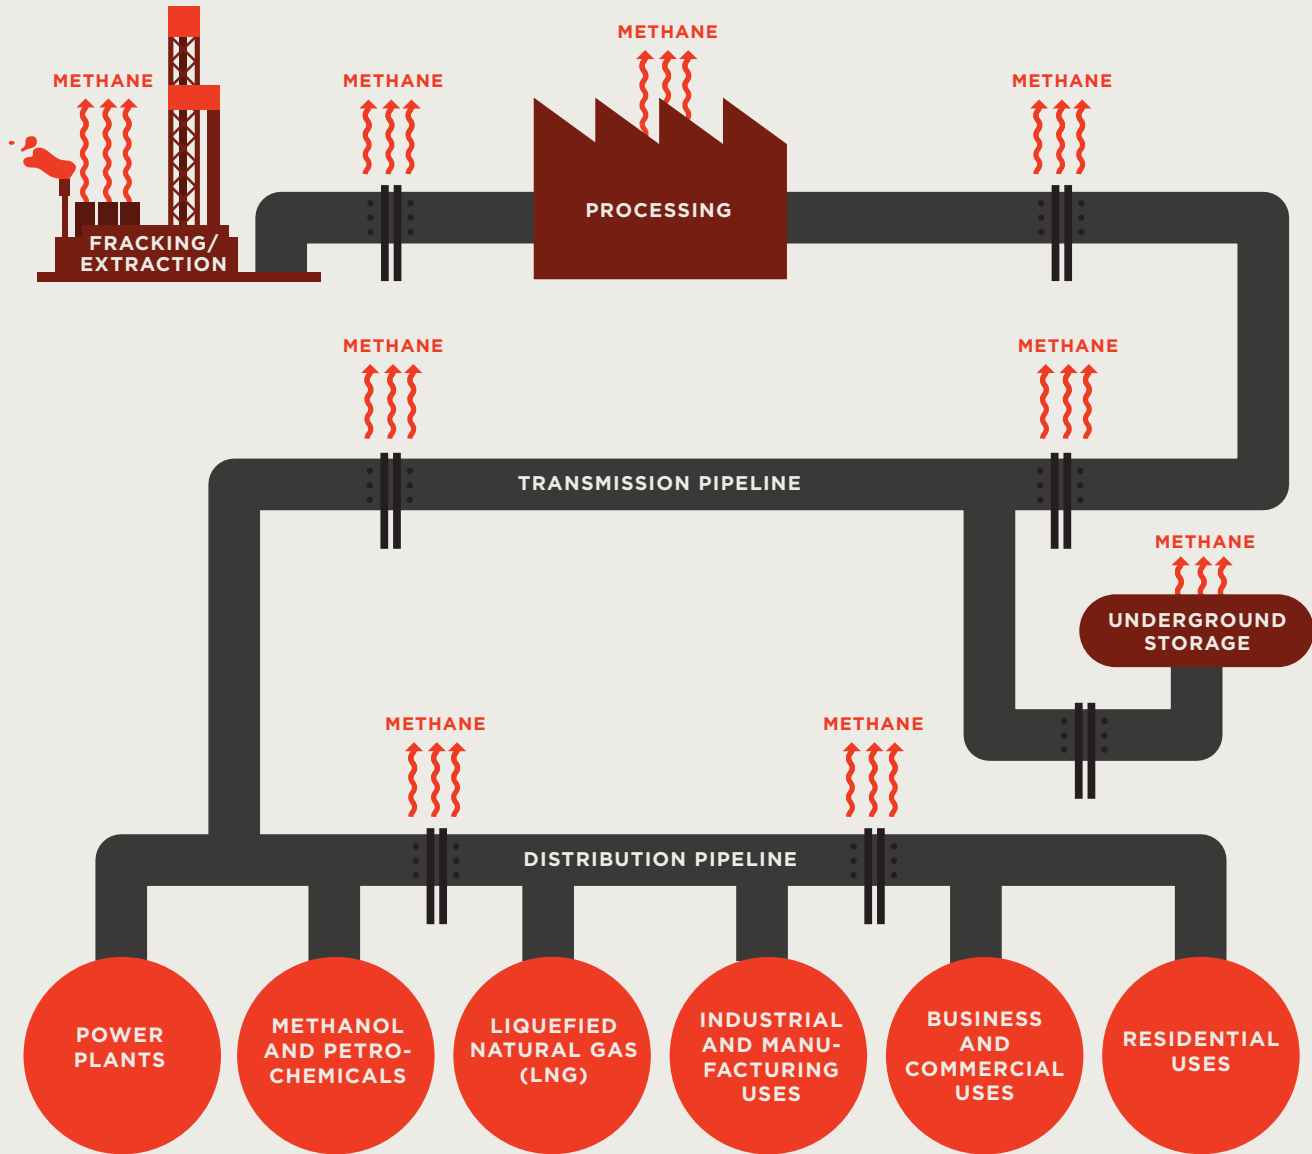 METHANE
METHANE
METHANE
METHANE
FRACKING/
EXTRACTION
PROCESSING
METHANE
METHANE
TRANSMISSION PIPELINE
METHANE
UNDERGROUND
STORAGE
METHANE
METHANE
DISTRIBUTION PIPELINE
POWER
PLANTS
METHANOL
AND PETRO-
CHEMICALS
LIQUEFIED
NATURAL GAS
(LNG)
INDUSTRIAL
AND MANU-
FACTURING
USES
BUSINESS
AND
COMMERCIAL
USES
RESIDENTIAL
USES